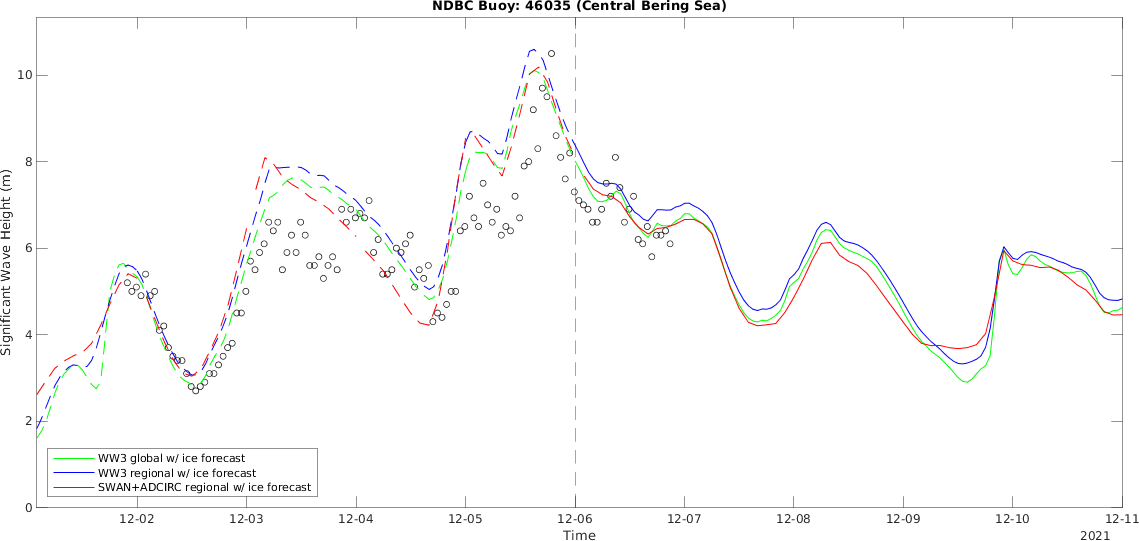 NDBC Buoy: 46035 (Central Bering Sea)
Significant Wave Height (m)
10
8
6
4
2
0
WW3 global w/ ice forecast
WW3 regional w/ ice forecast
SWAN+ADCIRC regional w/ ice forecast
12-02 12-03 12-04 12-05 12-06 12-07 12-08 12-09 12-10 12-11
Time
2021